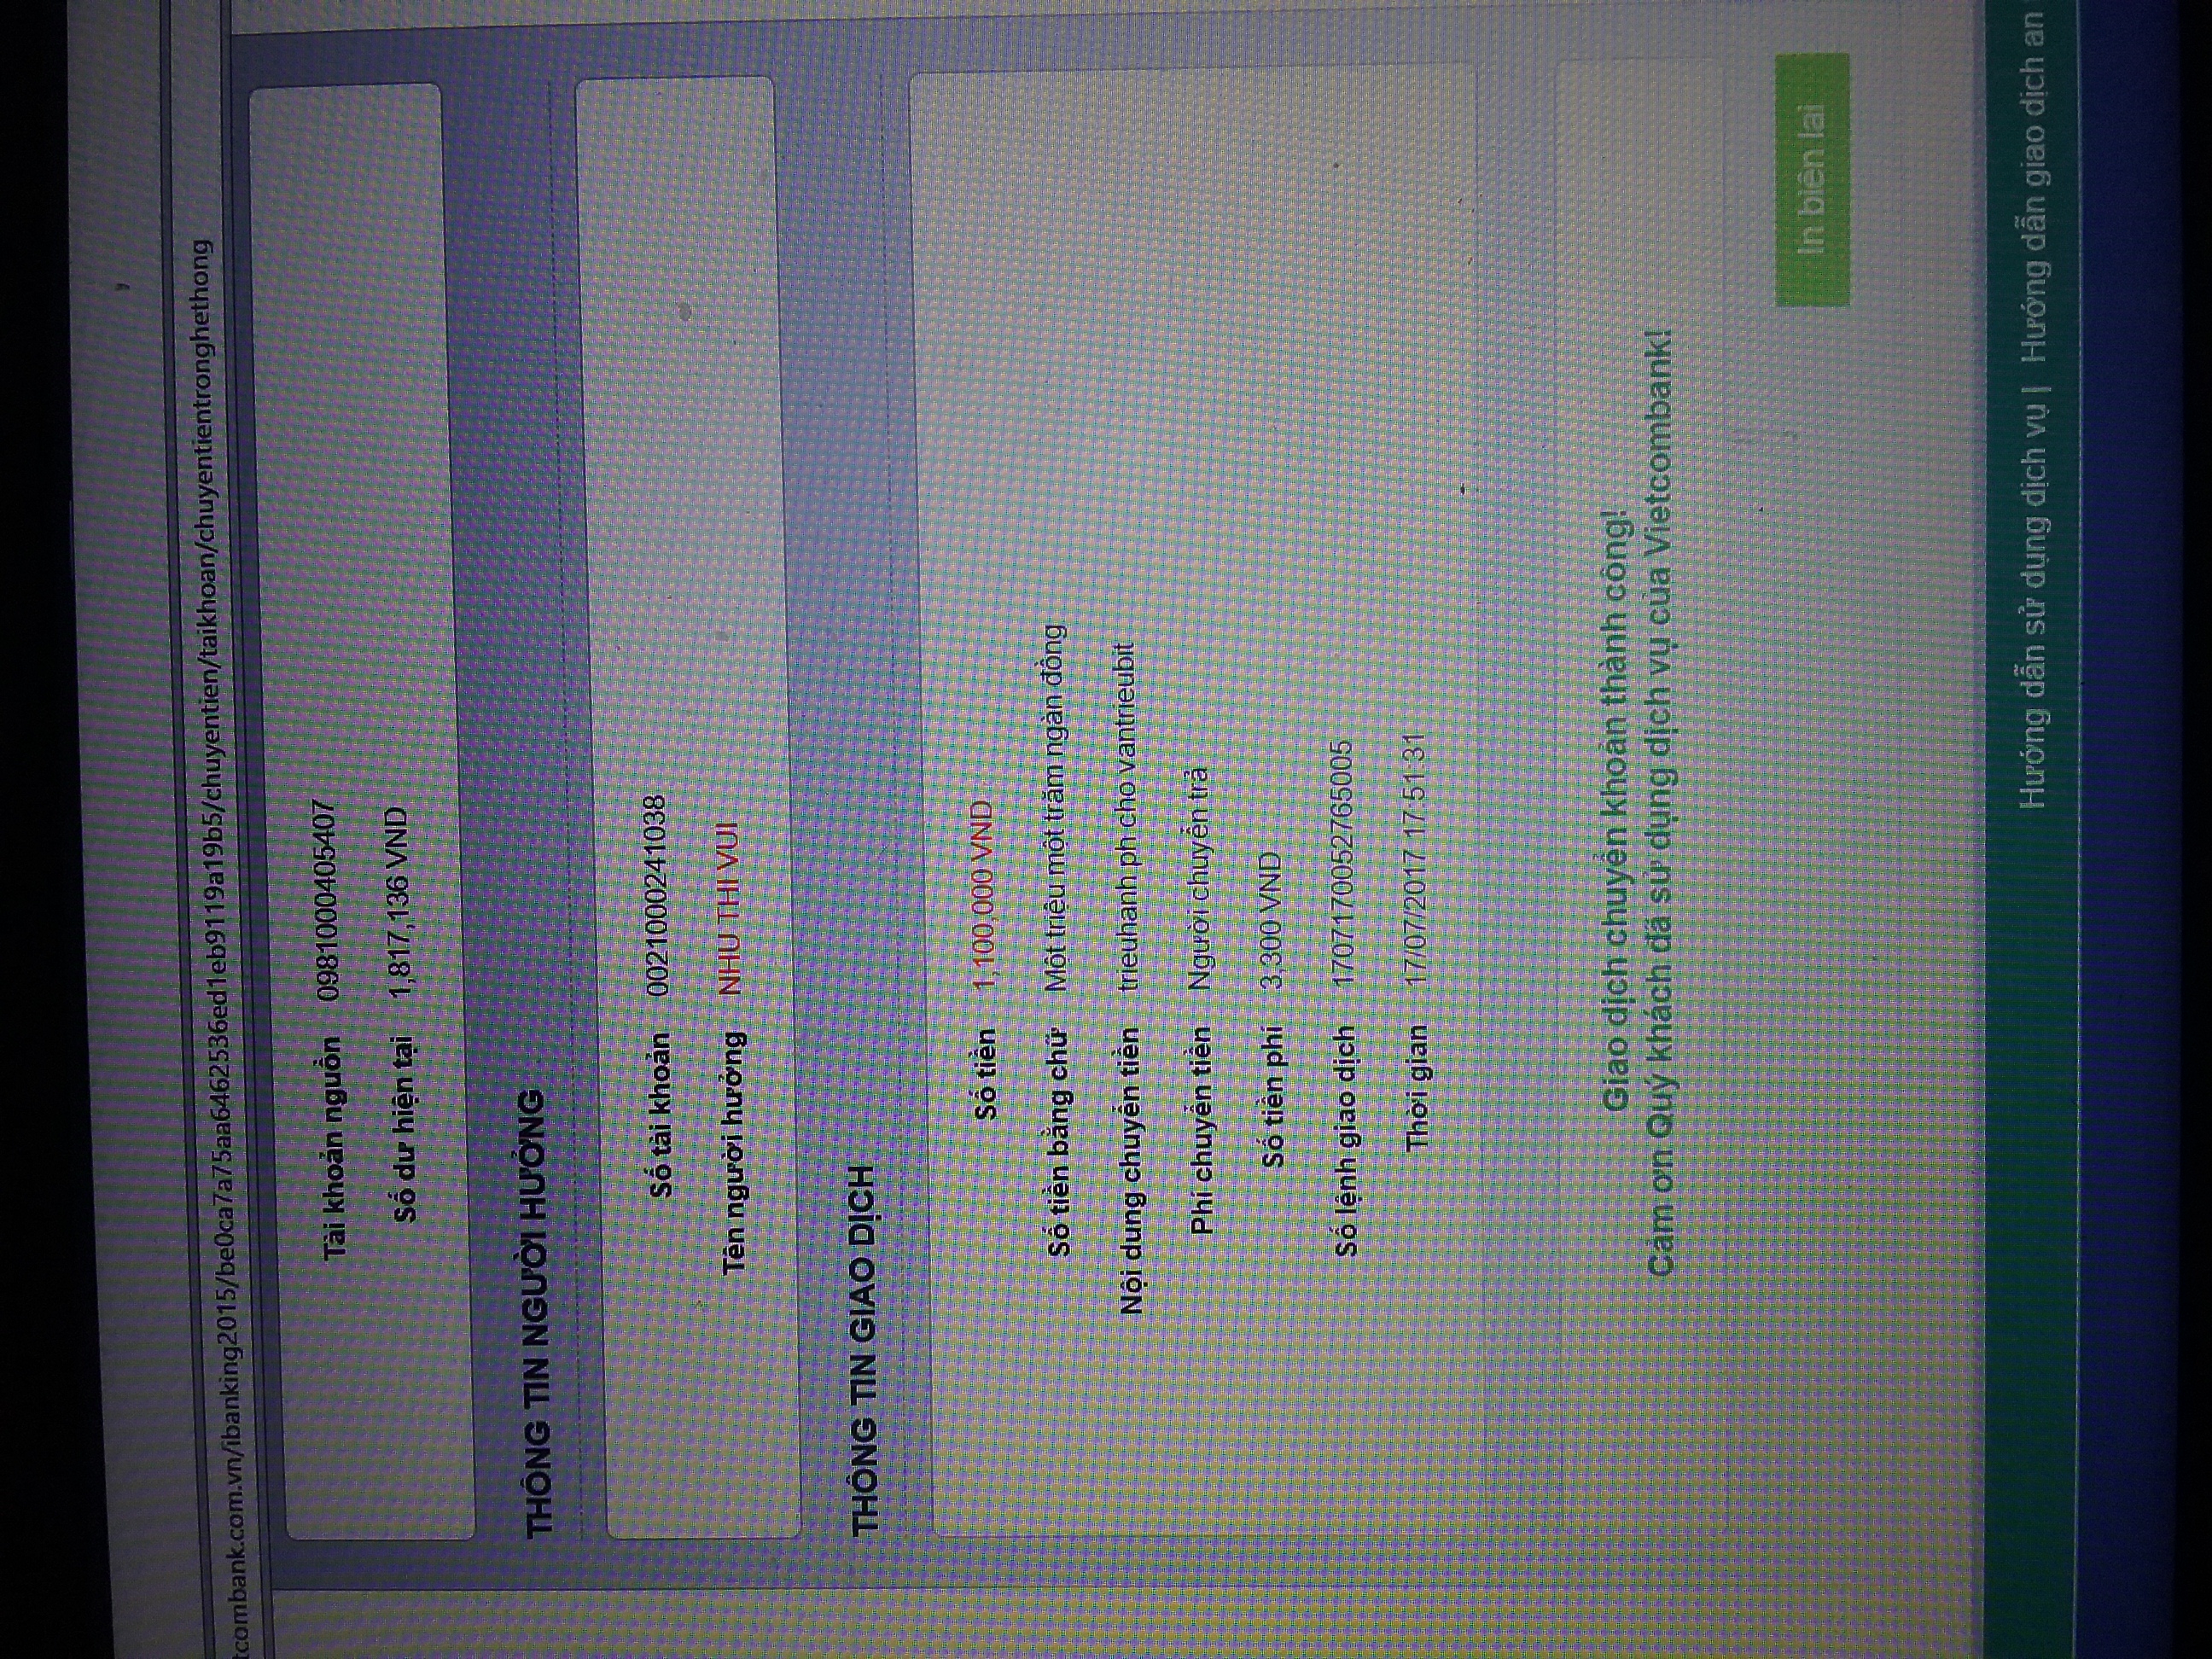 tcombank.com.vn/ibanking2015/be0ca7a75aa6462536ed1eb9119a19b5/chuyentien/taikhoan/chuyentientronghethong
Tài khoản nguồn 0981000405407
Số dư hiện tại 1,817,136 VND
THÔNG TIN NGƯỜI HƯỞNG
Số tài khoản 0021000241038
Tên người hưởng NHU THI VUI
THÔNG TIN GIAO DỊCH
Số tiền 1,100,000 VND
Số tiền bằng chữ Một triệu một trăm ngàn đồng
Nội dung chuyển tiền trieuhanh ph cho vantrieubit
Phí chuyển tiền Người chuyển trả
Số tiền phí 3,300 VND
Số lệnh giao dịch 1707170052765005
Thời gian 17/07/2017 17:51:31
Giao dịch chuyển khoản thành công!
Cảm ơn Quý khách đã sử dụng dịch vụ của Vietcombank!
In biên lai
Hướng dẫn sử dụng dịch vụ | Hướng dẫn giao dịch an